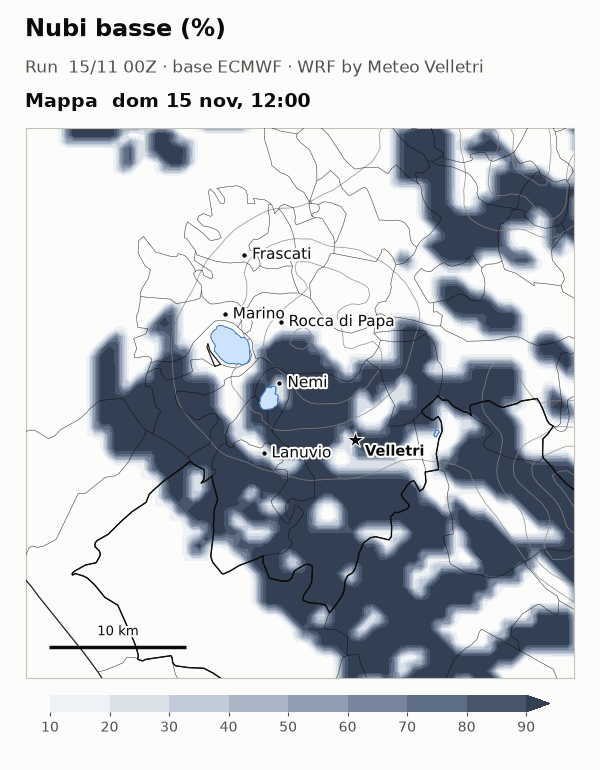 Nubi basse (%)
Run  15/11 00Z · base ECMWF · WRF by Meteo Velletri
Mappa  dom 15 nov, 12:00
Frascati
Marino
Rocca di Papa
Nemi
Velletri
Lanuvio
10 km
10 20 30 40 50 60 70 80 90